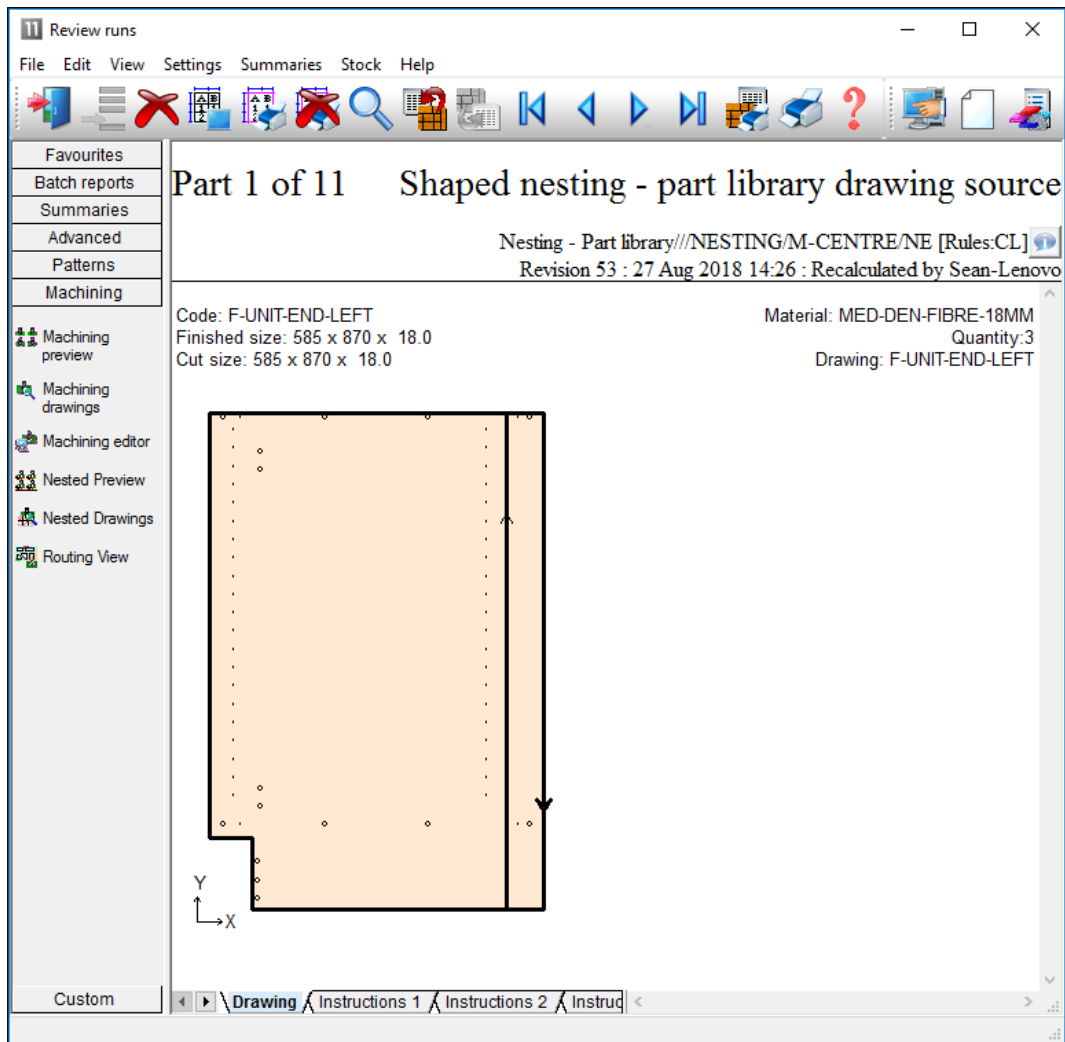 Review runs
File Edit View Settings Summaries Stock Help
Favourites
Batch reports
Summaries
Advanced
Patterns
Machining
Machining
preview
Machining
drawings
Machining editor
Nested Preview
Nested Drawings
Routing View
Custom
Part 1 of 11 Shaped nesting - part library drawing source
Nesting - Part library///NESTING/M-CENTRE/NE [Rules:CL]
Revision 53 : 27 Aug 2018 14:26 : Recalculated by Sean-Lenovo
Code: F-UNIT-END-LEFT Material: MED-DEN-FIBRE-18MM
Finished size: 585 x 870 x 18.0 Quantity:3
Cut size: 585 x 870 x 18.0 Drawing: F-UNIT-END-LEFT
Y
X
Drawing Instructions 1 Instructions 2 Instruc